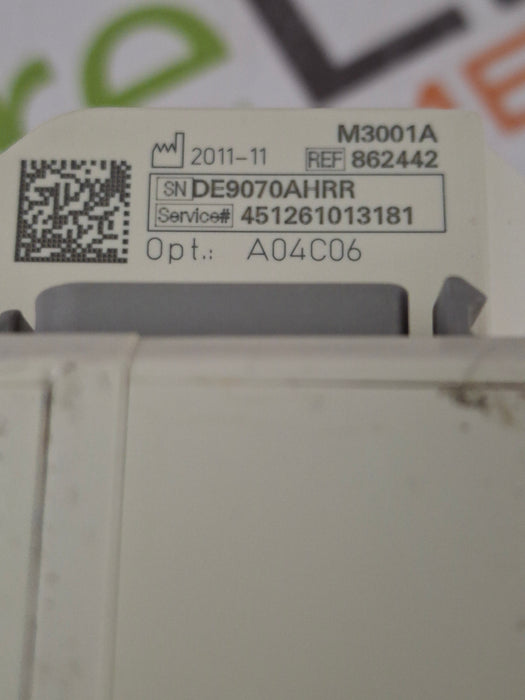 M3001A
2011-11 REF 862442
SN DE9070AHRR
Service# 451261013181
Opt.: A04C06